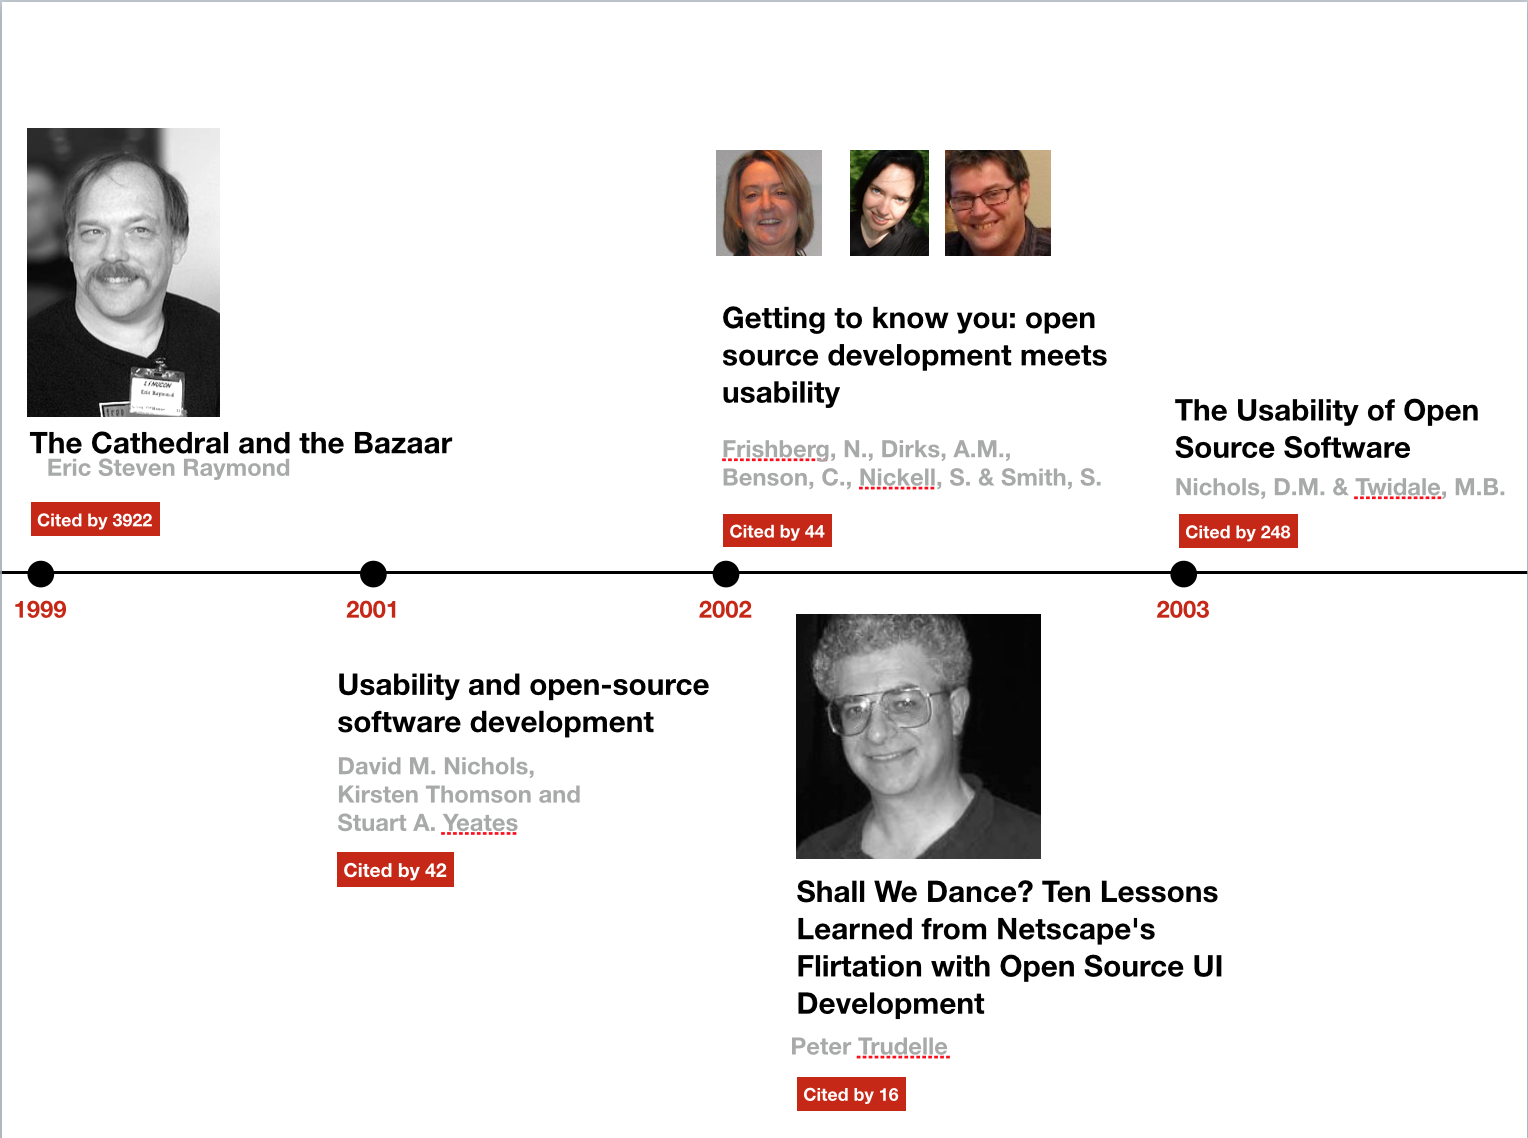 The Cathedral and the Bazaar
Eric Steven Raymond
Cited by 3922
Getting to know you: open
source development meets
usability
Frishberg, N., Dirks, A.M.,
Benson, C., Nickell, S. & Smith, S.
Cited by 44
The Usability of Open
Source Software
Nichols, D.M. & Twidale, M.B.
Cited by 248
1999
2001
2002
2003
Usability and open-source
software development
David M. Nichols,
Kirsten Thomson and
Stuart A. Yeates
Cited by 42
Shall We Dance? Ten Lessons
Learned from Netscape's
Flirtation with Open Source UI
Development
Peter Trudelle
Cited by 16
LINUCON
Eric Raymond